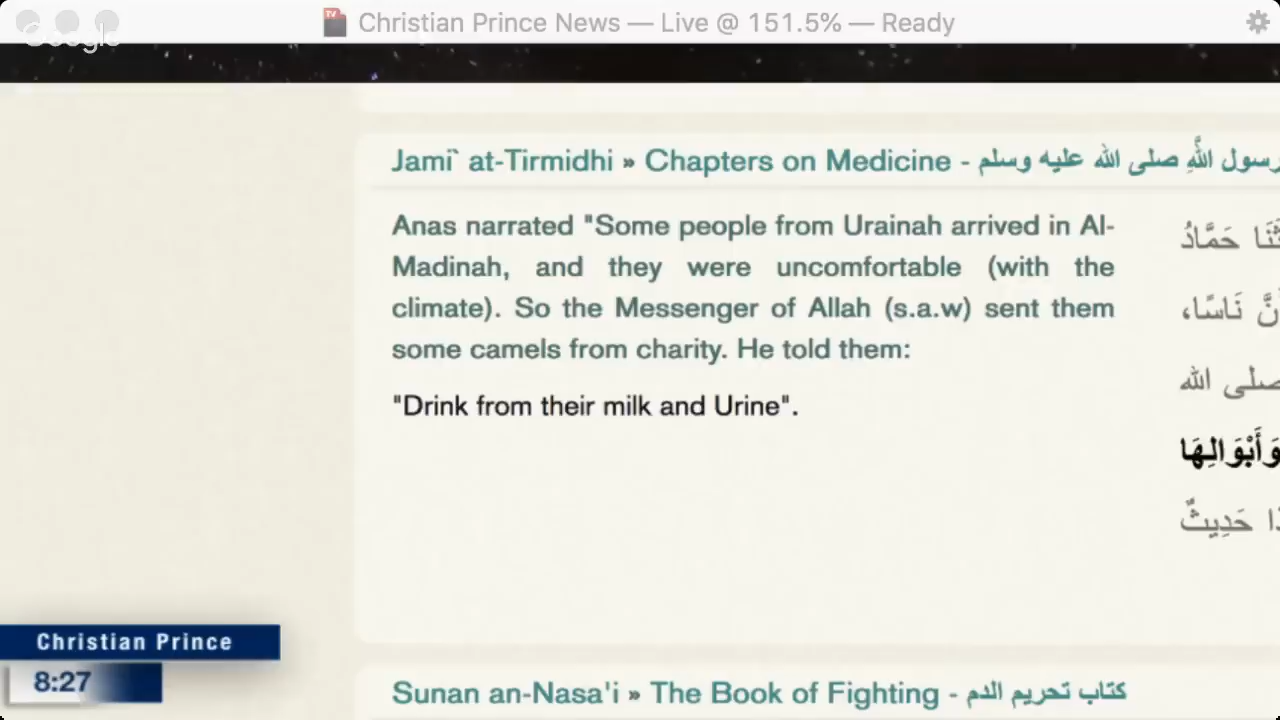 Christian Prince News — Live @ 151.5% — Ready
Google
Jami` at-Tirmidhi » Chapters on Medicine - رسول اللَّهِ صلى الله عليه وسلم
Anas narrated "Some people from Urainah arrived in Al-
Madinah, and they were uncomfortable (with the
climate). So the Messenger of Allah (s.a.w) sent them
some camels from charity. He told them:
"Drink from their milk and Urine".
حَمَّادُ
نَاسًا،
صلى الله
وَأَبْوَالِهَا
حَدِيثٌ
Christian Prince
8:27
Sunan an-Nasa'i » The Book of Fighting - كتاب تحريم الدم